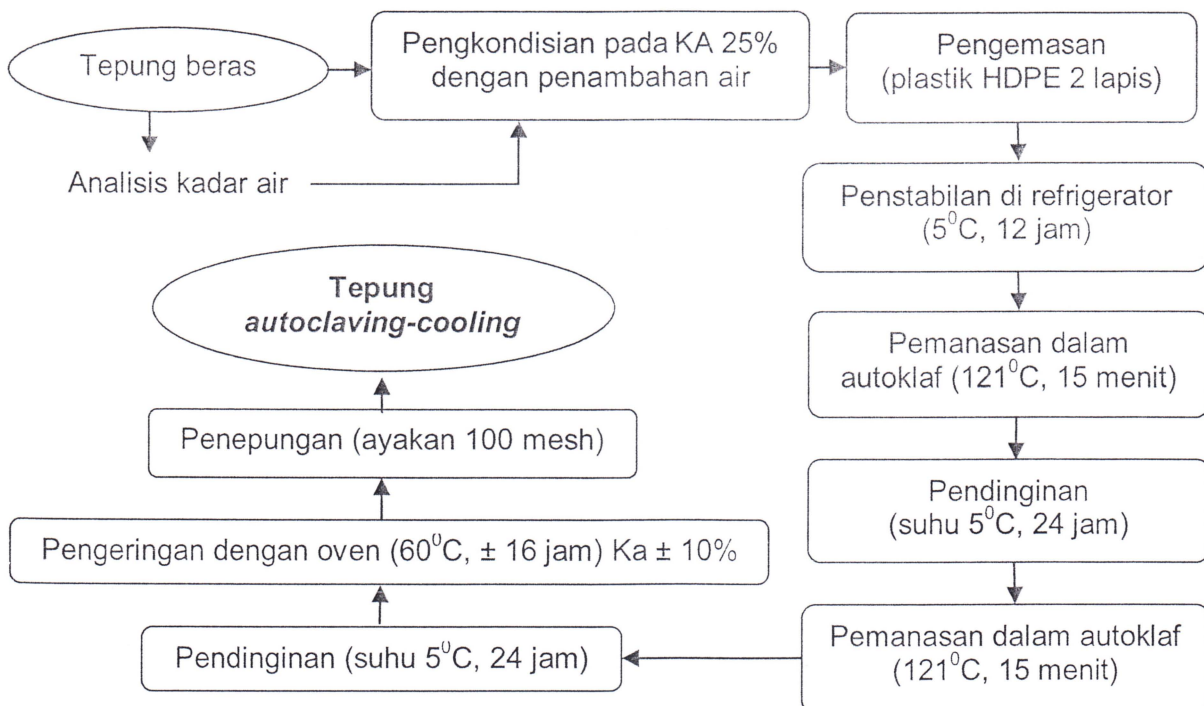 Tepung beras
Pengkondisian pada KA 25%
dengan penambahan air
Pengemasan
(plastik HDPE 2 lapis)
Analisis kadar air
Penstabilan di refrigerator
(5⁰C, 12 jam)
Pemanasan dalam
autoklaf (121⁰C, 15 menit)
Pendinginan
(suhu 5⁰C, 24 jam)
Pemanasan dalam autoklaf
(121⁰C, 15 menit)
Pendinginan (suhu 5⁰C, 24 jam)
Pengeringan dengan oven (60⁰C, ± 16 jam) Ka ± 10%
Penepungan (ayakan 100 mesh)
Tepung
autoclaving-cooling